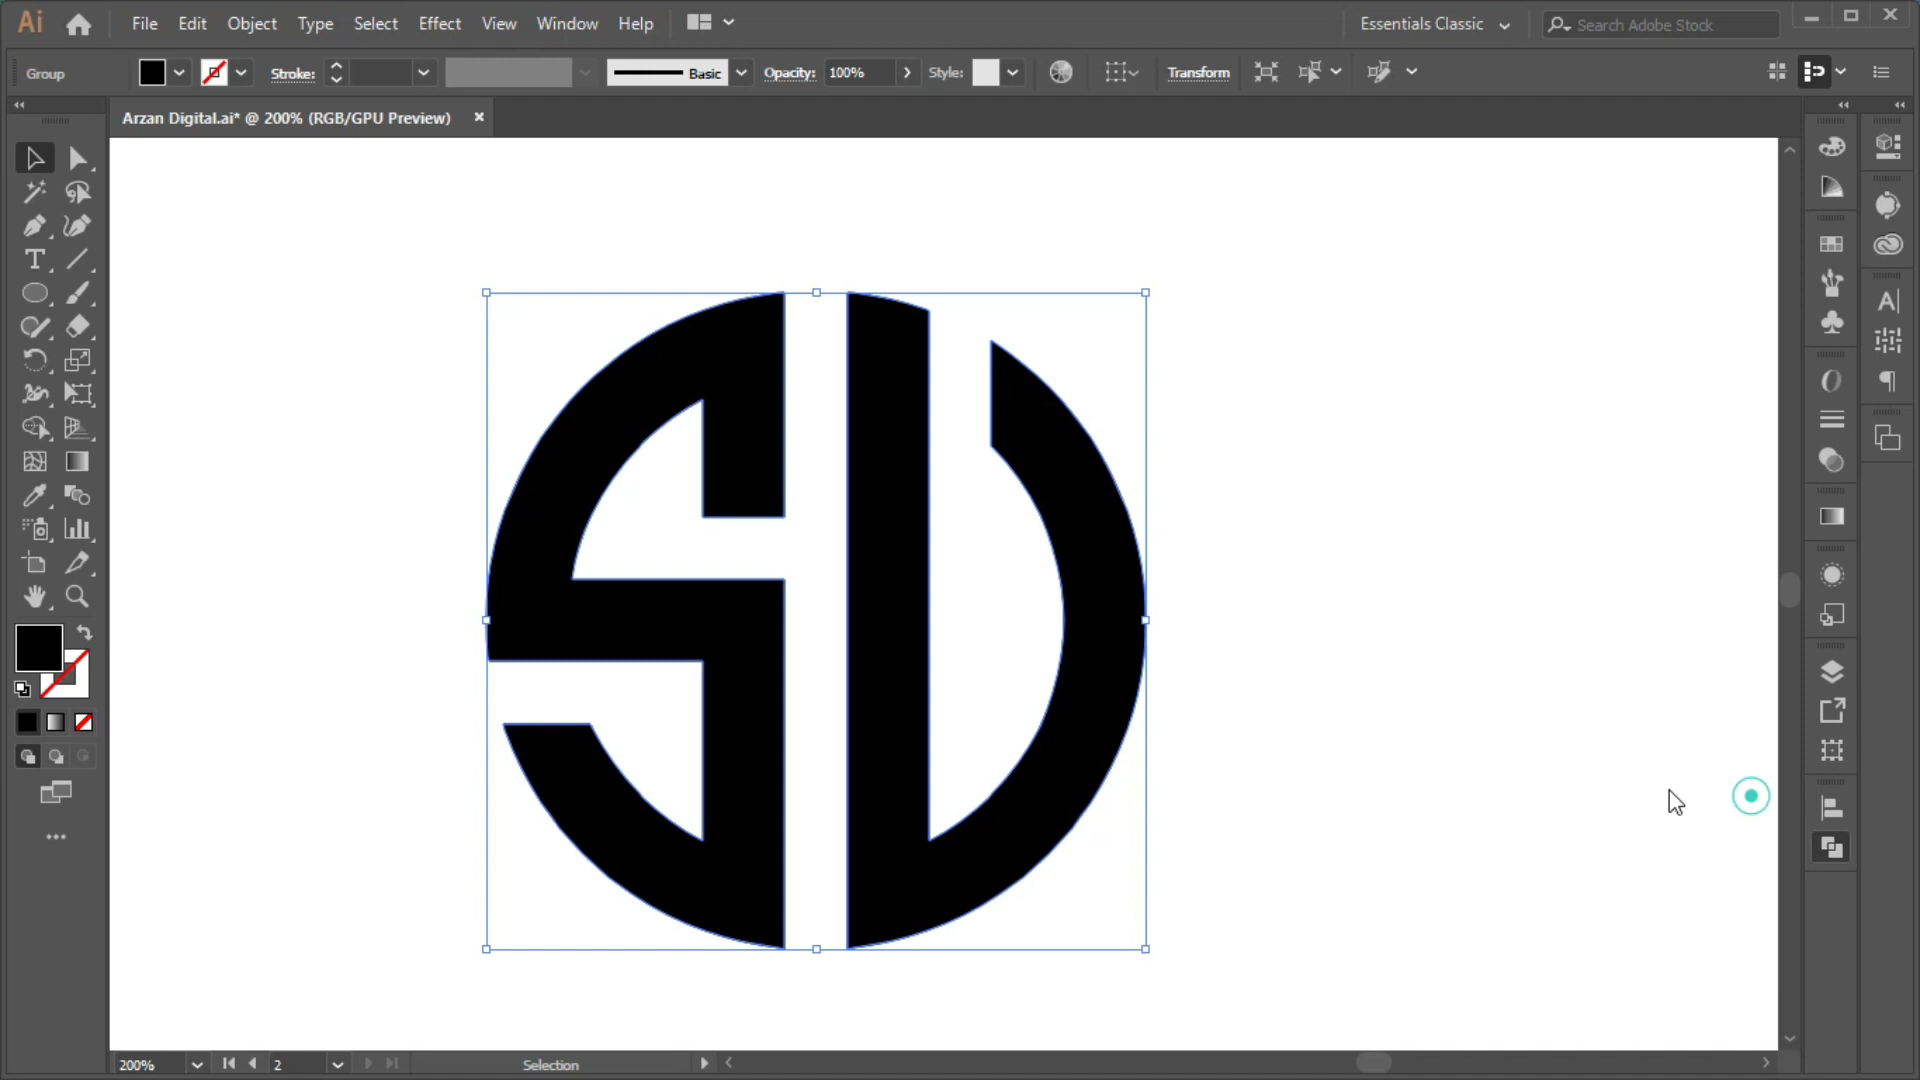 Ai File Edit Object Type Select Effect View Window Help Essentials Classic Search Adobe Stock
Group Stroke: Basic Opacity: 100% Style: Transform
Arzan Digital.ai* @ 200% (RGB/GPU Preview)
SD
200% 2 Selection